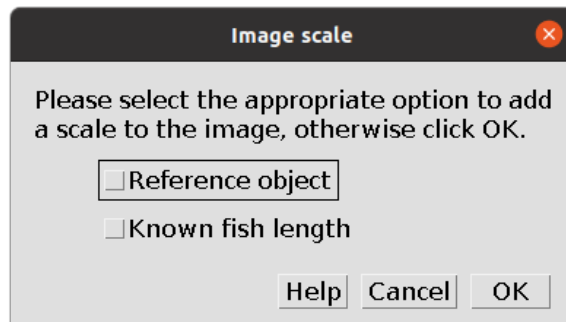 Image scale
Please select the appropriate option to add
a scale to the image, otherwise click OK.
Reference object
Known fish length
Help Cancel OK